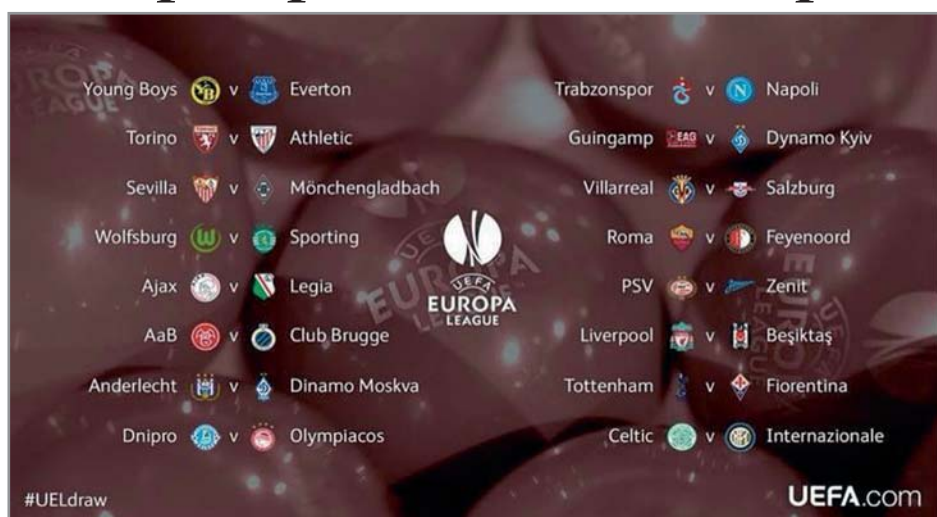 Young Boys v Everton
Torino v Athletic
Sevilla v Mönchengladbach
Wolfsburg v Sporting
Ajax v Legia
AaB v Club Brugge
Anderlecht v Dinamo Moskva
Dnipro v Olympiacos
UEFA
EUROPA
LEAGUE
Trabzonspor v Napoli
Guingamp v Dynamo Kyiv
Villarreal v Salzburg
Roma v Feyenoord
PSV v Zenit
Liverpool v Beşiktaş
Tottenham v Fiorentina
Celtic v Internazionale
#UELdraw
UEFA.com